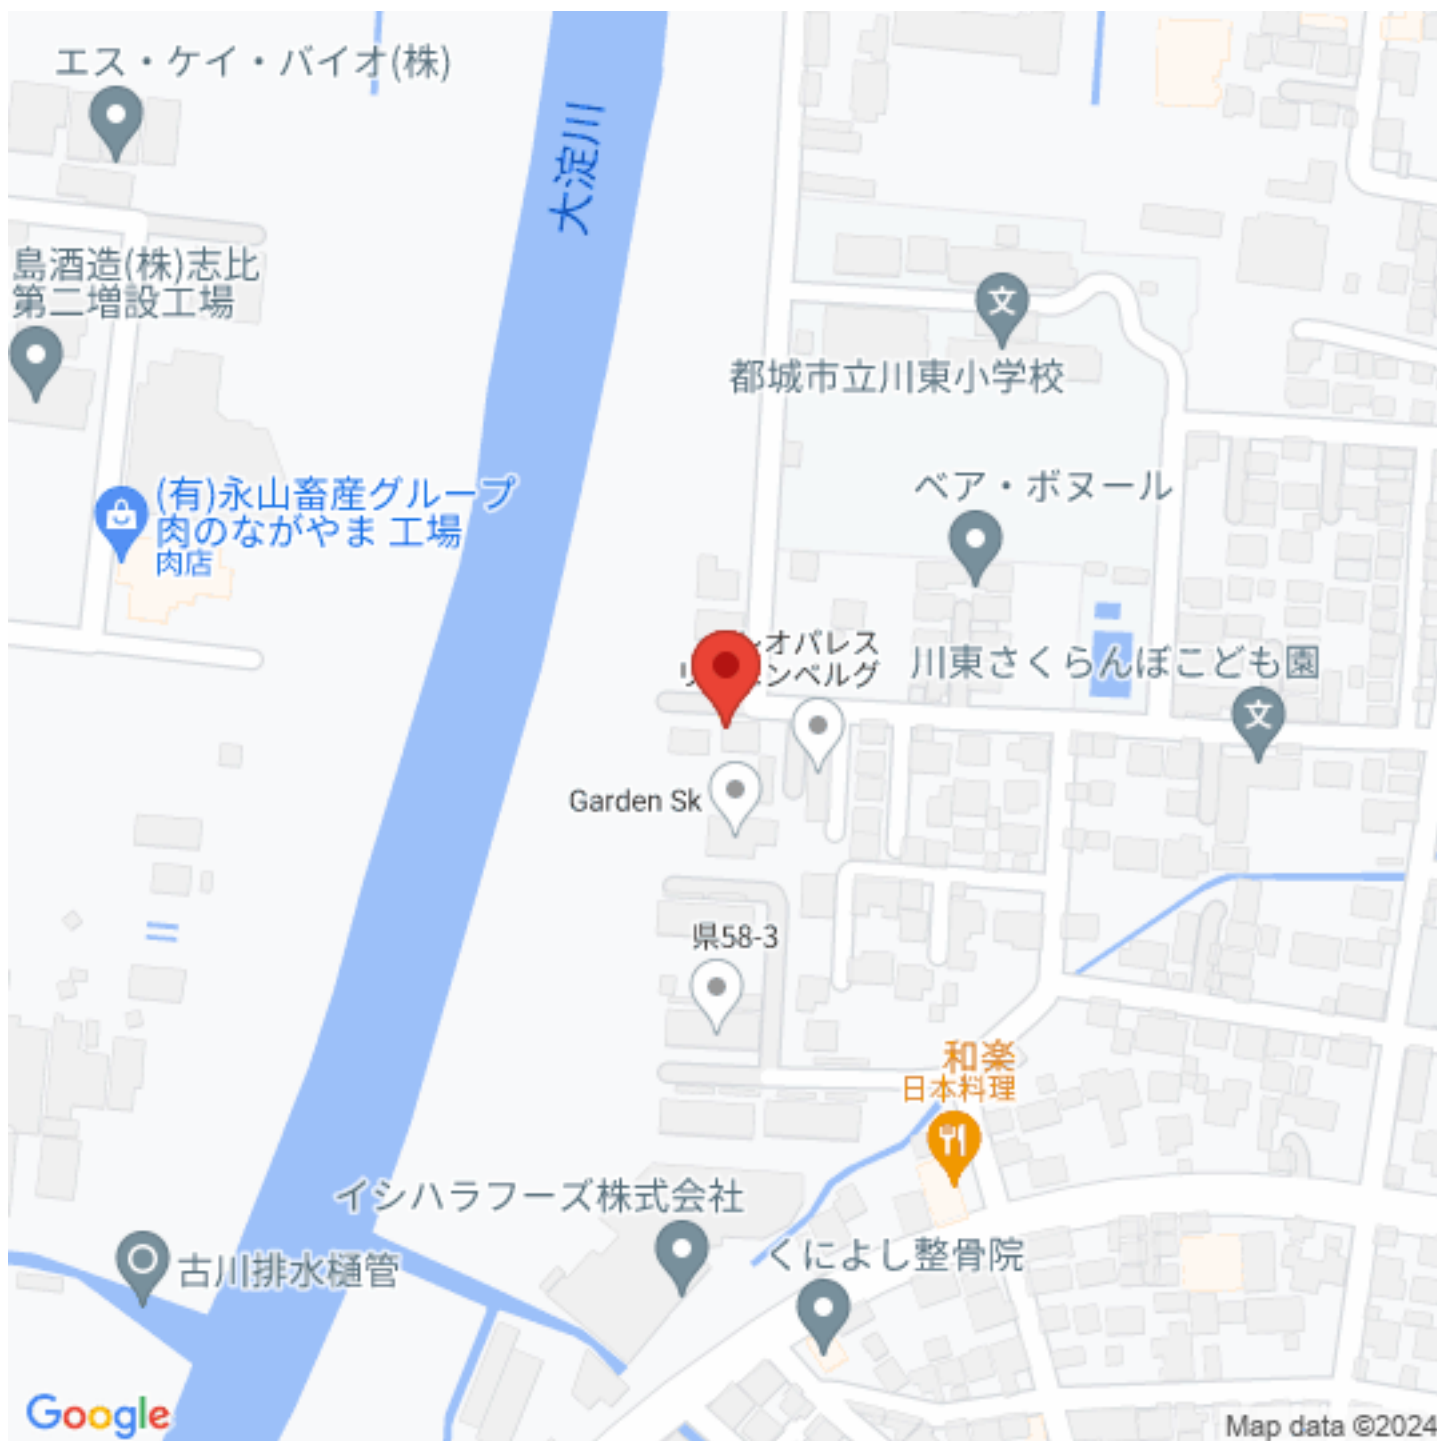 エス・ケイ・バイオ(株)
大淀川
島酒造(株)志比
第二増設工場
都城市立川東小学校
(有)永山畜産グループ
肉のながやま 工場
肉店
ベア・ボヌール
オパレス
ンベルグ
川東さくらんぼこども園
Garden Sk
県58-3
和楽
日本料理
イシハラフーズ株式会社
古川排水樋管
くによし整骨院
Google
Map data ©2024